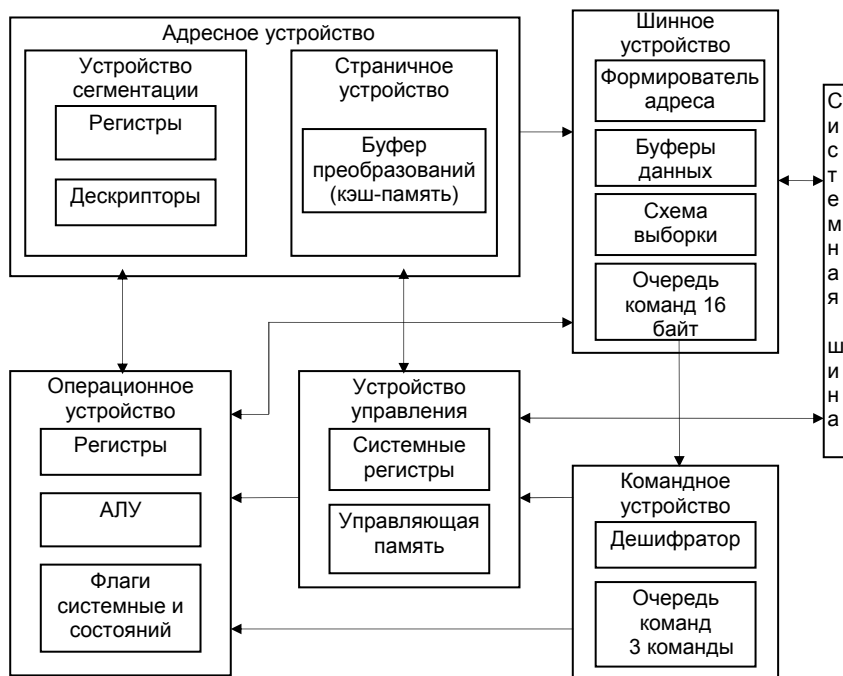 Адресное устройство
Устройство
сегментации
Регистры
Дескрипторы
Страничное
устройство
Буфер
преобразований
(кэш-память)
Шинное
устройство
Формирователь
адреса
Буферы
данных
Схема
выборки
Очередь
команд 16
байт
Системная шина
Операционное
устройство
Регистры
АЛУ
Флаги
системные и
состояний
Устройство
управления
Системные
регистры
Управляющая
память
Командное
устройство
Дешифратор
Очередь
команд
3 команды